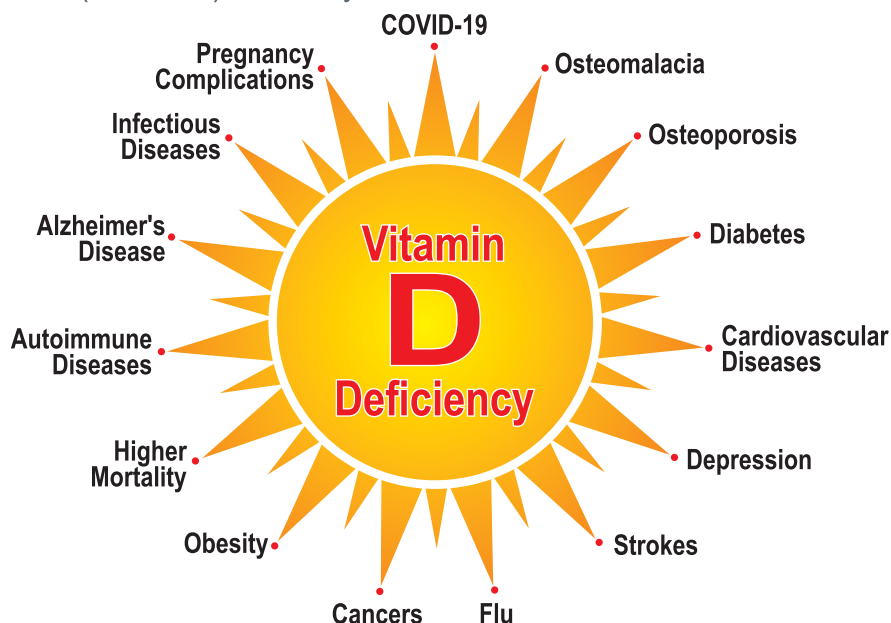 COVID-19
Osteomalacia
Osteoporosis
Diabetes
Cardiovascular
Diseases
Depression
Strokes
Flu
Cancers
Obesity
Higher
Mortality
Autoimmune
Diseases
Alzheimer's
Disease
Infectious
Diseases
Pregnancy
Complications
Vitamin
D
Deficiency